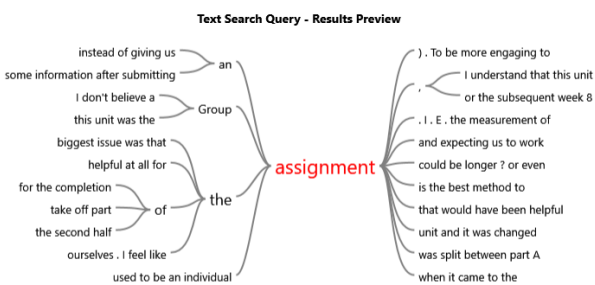 Text Search Query - Results Preview
instead of giving us
some information after submitting
an
I don't believe a
this unit was the
Group
biggest issue was that
helpful at all for
for the completion
take off part
the second half
of
ourselves . I feel like
the
used to be an individual
assignment
) . To be more engaging to
,
I understand that this unit
or the subsequent week 8
. I . E . the measurement of
and expecting us to work
could be longer ? or even
is the best method to
that would have been helpful
unit and it was changed
was split between part A
when it came to the